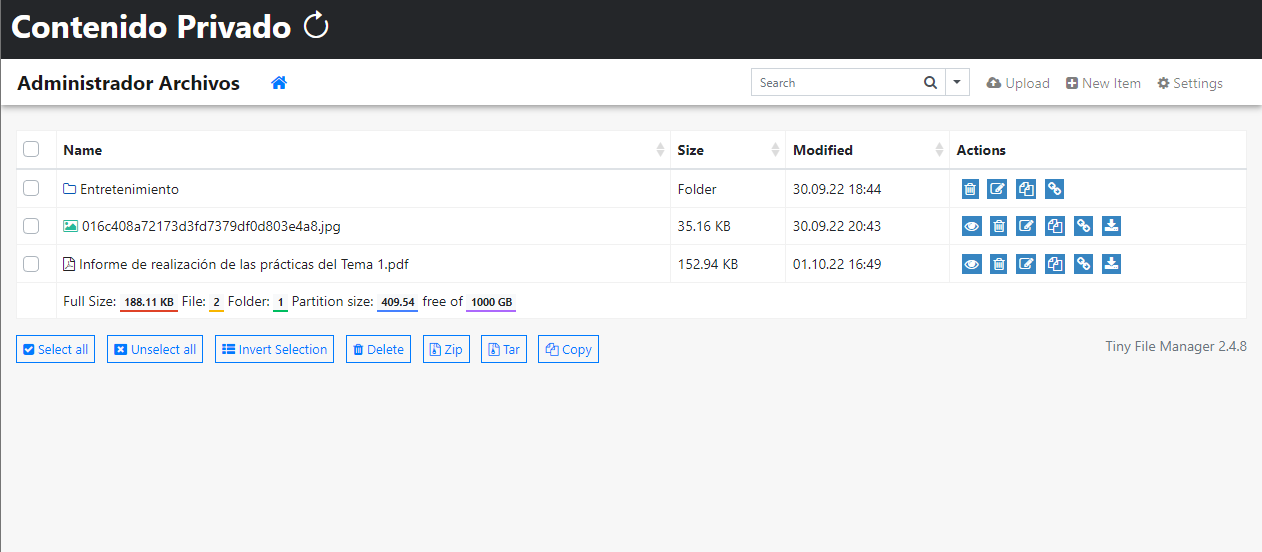 Contenido Privado
Administrador Archivos Search Upload New Item Settings
Name Size Modified Actions
Entretenimiento Folder 30.09.22 18:44
016c408a72173d3fd7379df0d803e4a8.jpg 35.16 KB 30.09.22 20:43
Informe de realización de las prácticas del Tema 1.pdf 152.94 KB 01.10.22 16:49
Full Size: 188.11 KB File: 2 Folder: 1 Partition size: 409.54 free of 1000 GB
Select all Unselect all Invert Selection Delete Zip Tar Copy Tiny File Manager 2.4.8